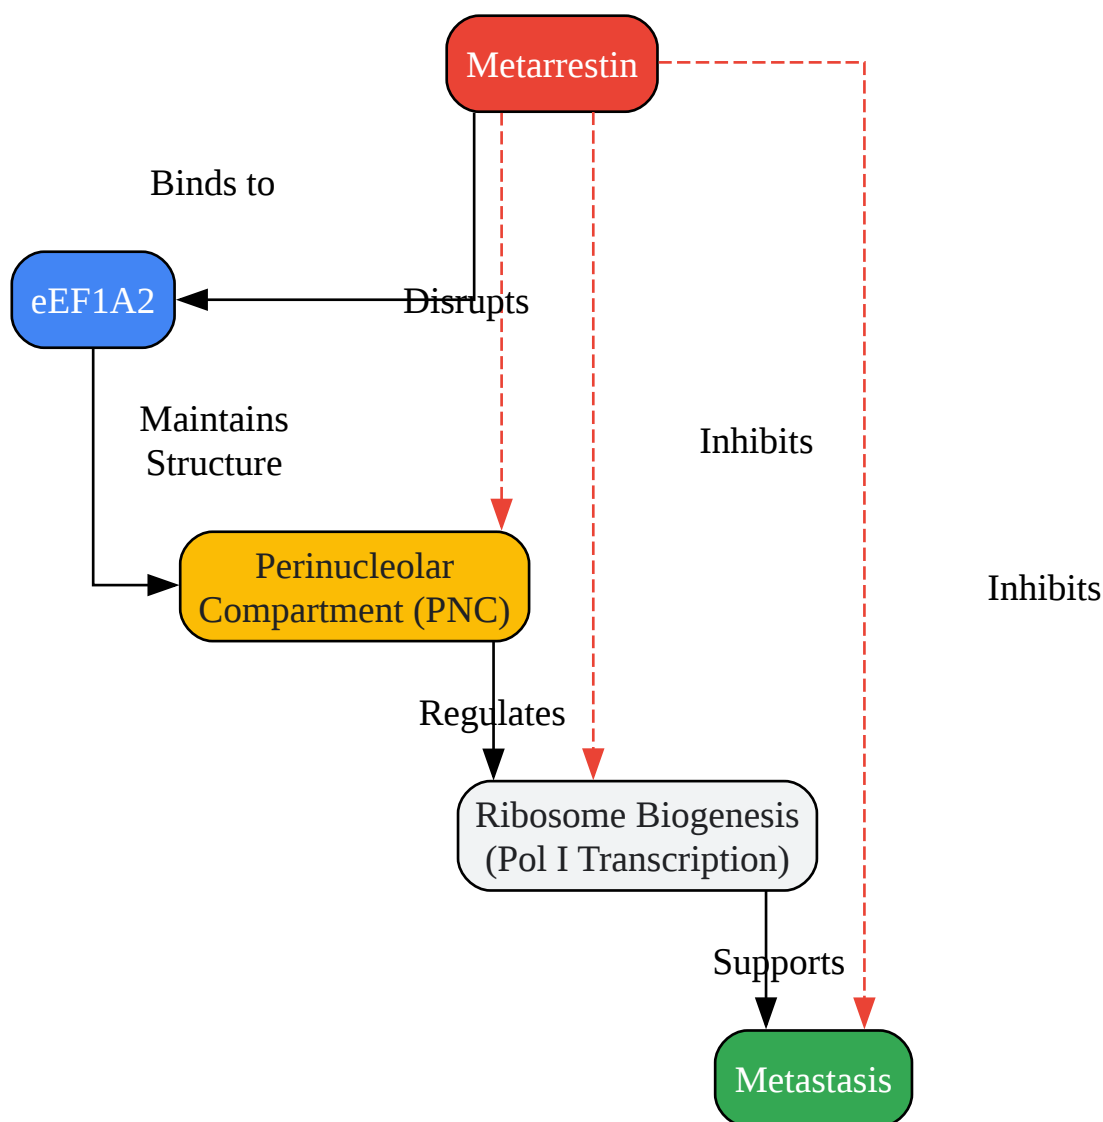 Metarrestin
Binds to
eEF1A2
Disrupts
Maintains
Structure
Inhibits
Perinucleolar
Compartment (PNC)
Inhibits
Regulates
Ribosome Biogenesis
(Pol I Transcription)
Supports
Metastasis